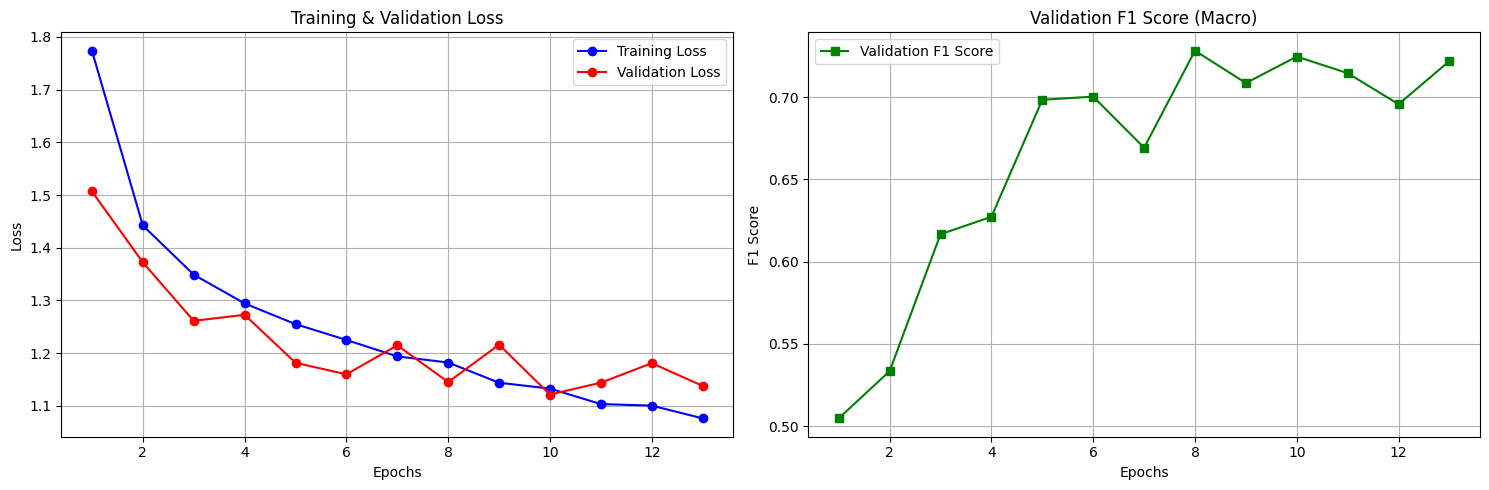 Training & Validation Loss
Training Loss
Validation Loss
1.8
1.7
1.6
1.5
1.4
1.3
1.2
1.1
Loss
2
4
6
8
10
12
Epochs
Validation F1 Score (Macro)
Validation F1 Score
0.70
0.65
0.60
0.55
0.50
F1 Score
2
4
6
8
10
12
Epochs